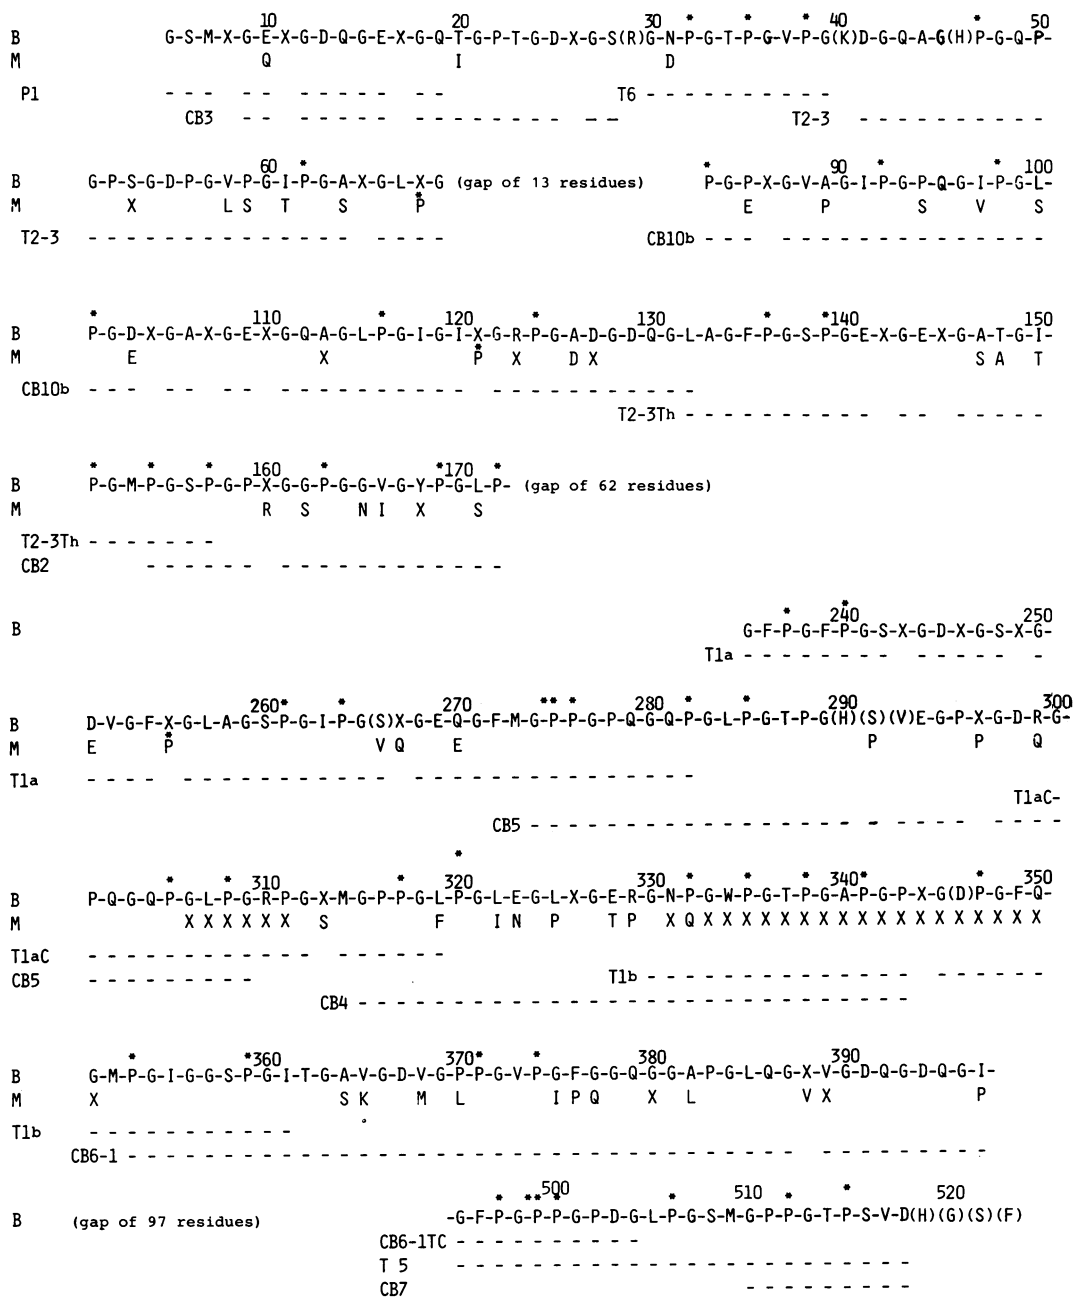 10 20 30 * * * 40 * 50
B G-S-M-X-G-E-X-G-D-Q-G-E-X-G-Q-T-G-P-T-G-D-X-G-S(R)G-N-P-G-T-P-G-V-P-G(K)D-G-Q-A-G(H)P-G-Q-P-
M Q I D
P1 - - - - - - - - - - - - T6 - - - - - - - - - -
CB3 - - - - - - - - - - - - - - - - - T2-3 - - - - - - - - - -
60 * * 90 * * 100
B G-P-S-G-D-P-G-V-P-G-I-P-G-A-X-G-L-X-G (gap of 13 residues) P-G-P-X-G-V-A-G-I-P-G-P-Q-G-I-P-G-L-
M X L S T S P E P S V S
T2-3 - - - - - - - - - - - - - - - - - - CB10b - - - - - - - - - - - - - - - - -
* 110 * 120 * 130 * * 140 150
B P-G-D-X-G-A-X-G-E-X-G-Q-A-G-L-P-G-I-G-I-X-G-R-P-G-A-D-G-D-Q-G-L-A-G-F-P-G-S-P-G-E-X-G-E-X-G-A-T-G-I-
M E X P X D X S A T
CB10b - - - - - - - - - - - - - - - - - - - - - - - - - - - - -
T2-3Th - - - - - - - - - - - - - - - - -
* * * 160 * * 170 *
B P-G-M-P-G-S-P-G-P-X-G-G-P-G-G-V-G-Y-P-G-L-P- (gap of 62 residues)
M R S N I X S
T2-3Th - - - - - - -
CB2 - - - - - - - - - - - - - - - - - -
* * 240 250
B G-F-P-G-F-P-G-S-X-G-D-X-G-S-X-G-
T1a - - - - - - - - - - - - - -
260 * * 270 * * * 280 * * 290 300
B D-V-G-F-X-G-L-A-G-S-P-G-I-P-G(S)X-G-E-Q-G-F-M-G-P-P-G-P-Q-G-Q-P-G-L-P-G-T-P-G(H)(S)(V)E-G-P-X-G-D-R-G-
M E P V Q E P P Q
T1a - - - - - - - - - - - - - - - - - - - - - - - - - - - - - -
T1aC-
CB5 - - - - - - - - - - - - - - - - - - - - - - - - - -
* * 310 * * 320 330 * * * 340 * * 350
B P-Q-G-Q-P-G-L-P-G-R-P-G-X-M-G-P-P-G-L-P-G-L-E-G-L-X-G-E-R-G-N-P-G-W-P-G-T-P-G-A-P-G-P-X-G(D)P-G-F-Q-
M X X X X X X S F I N P T P X Q X X X X X X X X X X X X X X X X X X
T1aC - - - - - - - - - - - - - - - - - -
CB5 - - - - - - - - - T1b - - - - - - - - - - - - - - - - - - - -
CB4 - - - - - - - - - - - - - - - - - - - - - - - - - - - - -
* * 360 370 * * 380 390
B G-M-P-G-I-G-G-S-P-G-I-T-G-A-V-G-D-V-G-P-P-G-V-P-G-F-G-G-Q-G-G-A-P-G-L-Q-G-X-V-G-D-Q-G-D-Q-G-I-
M X S K M L I P Q X L V X P
T1b - - - - - - - - - - -
CB6-1 - - - - - - - - - - - - - - - - - - - - - - - - - - - - - - - - - - - - - - - - - - - -
* * * 500 * * 510 * * 520
B (gap of 97 residues) -G-F-P-G-P-P-G-P-D-G-L-P-G-S-M-G-P-P-G-T-P-S-V-D(H)(G)(S)(F)
CB6-1TC - - - - - - - - - -
T 5 - - - - - - - - - - - - - - - - - - - - - - - -
CB7 - - - - - - - - -